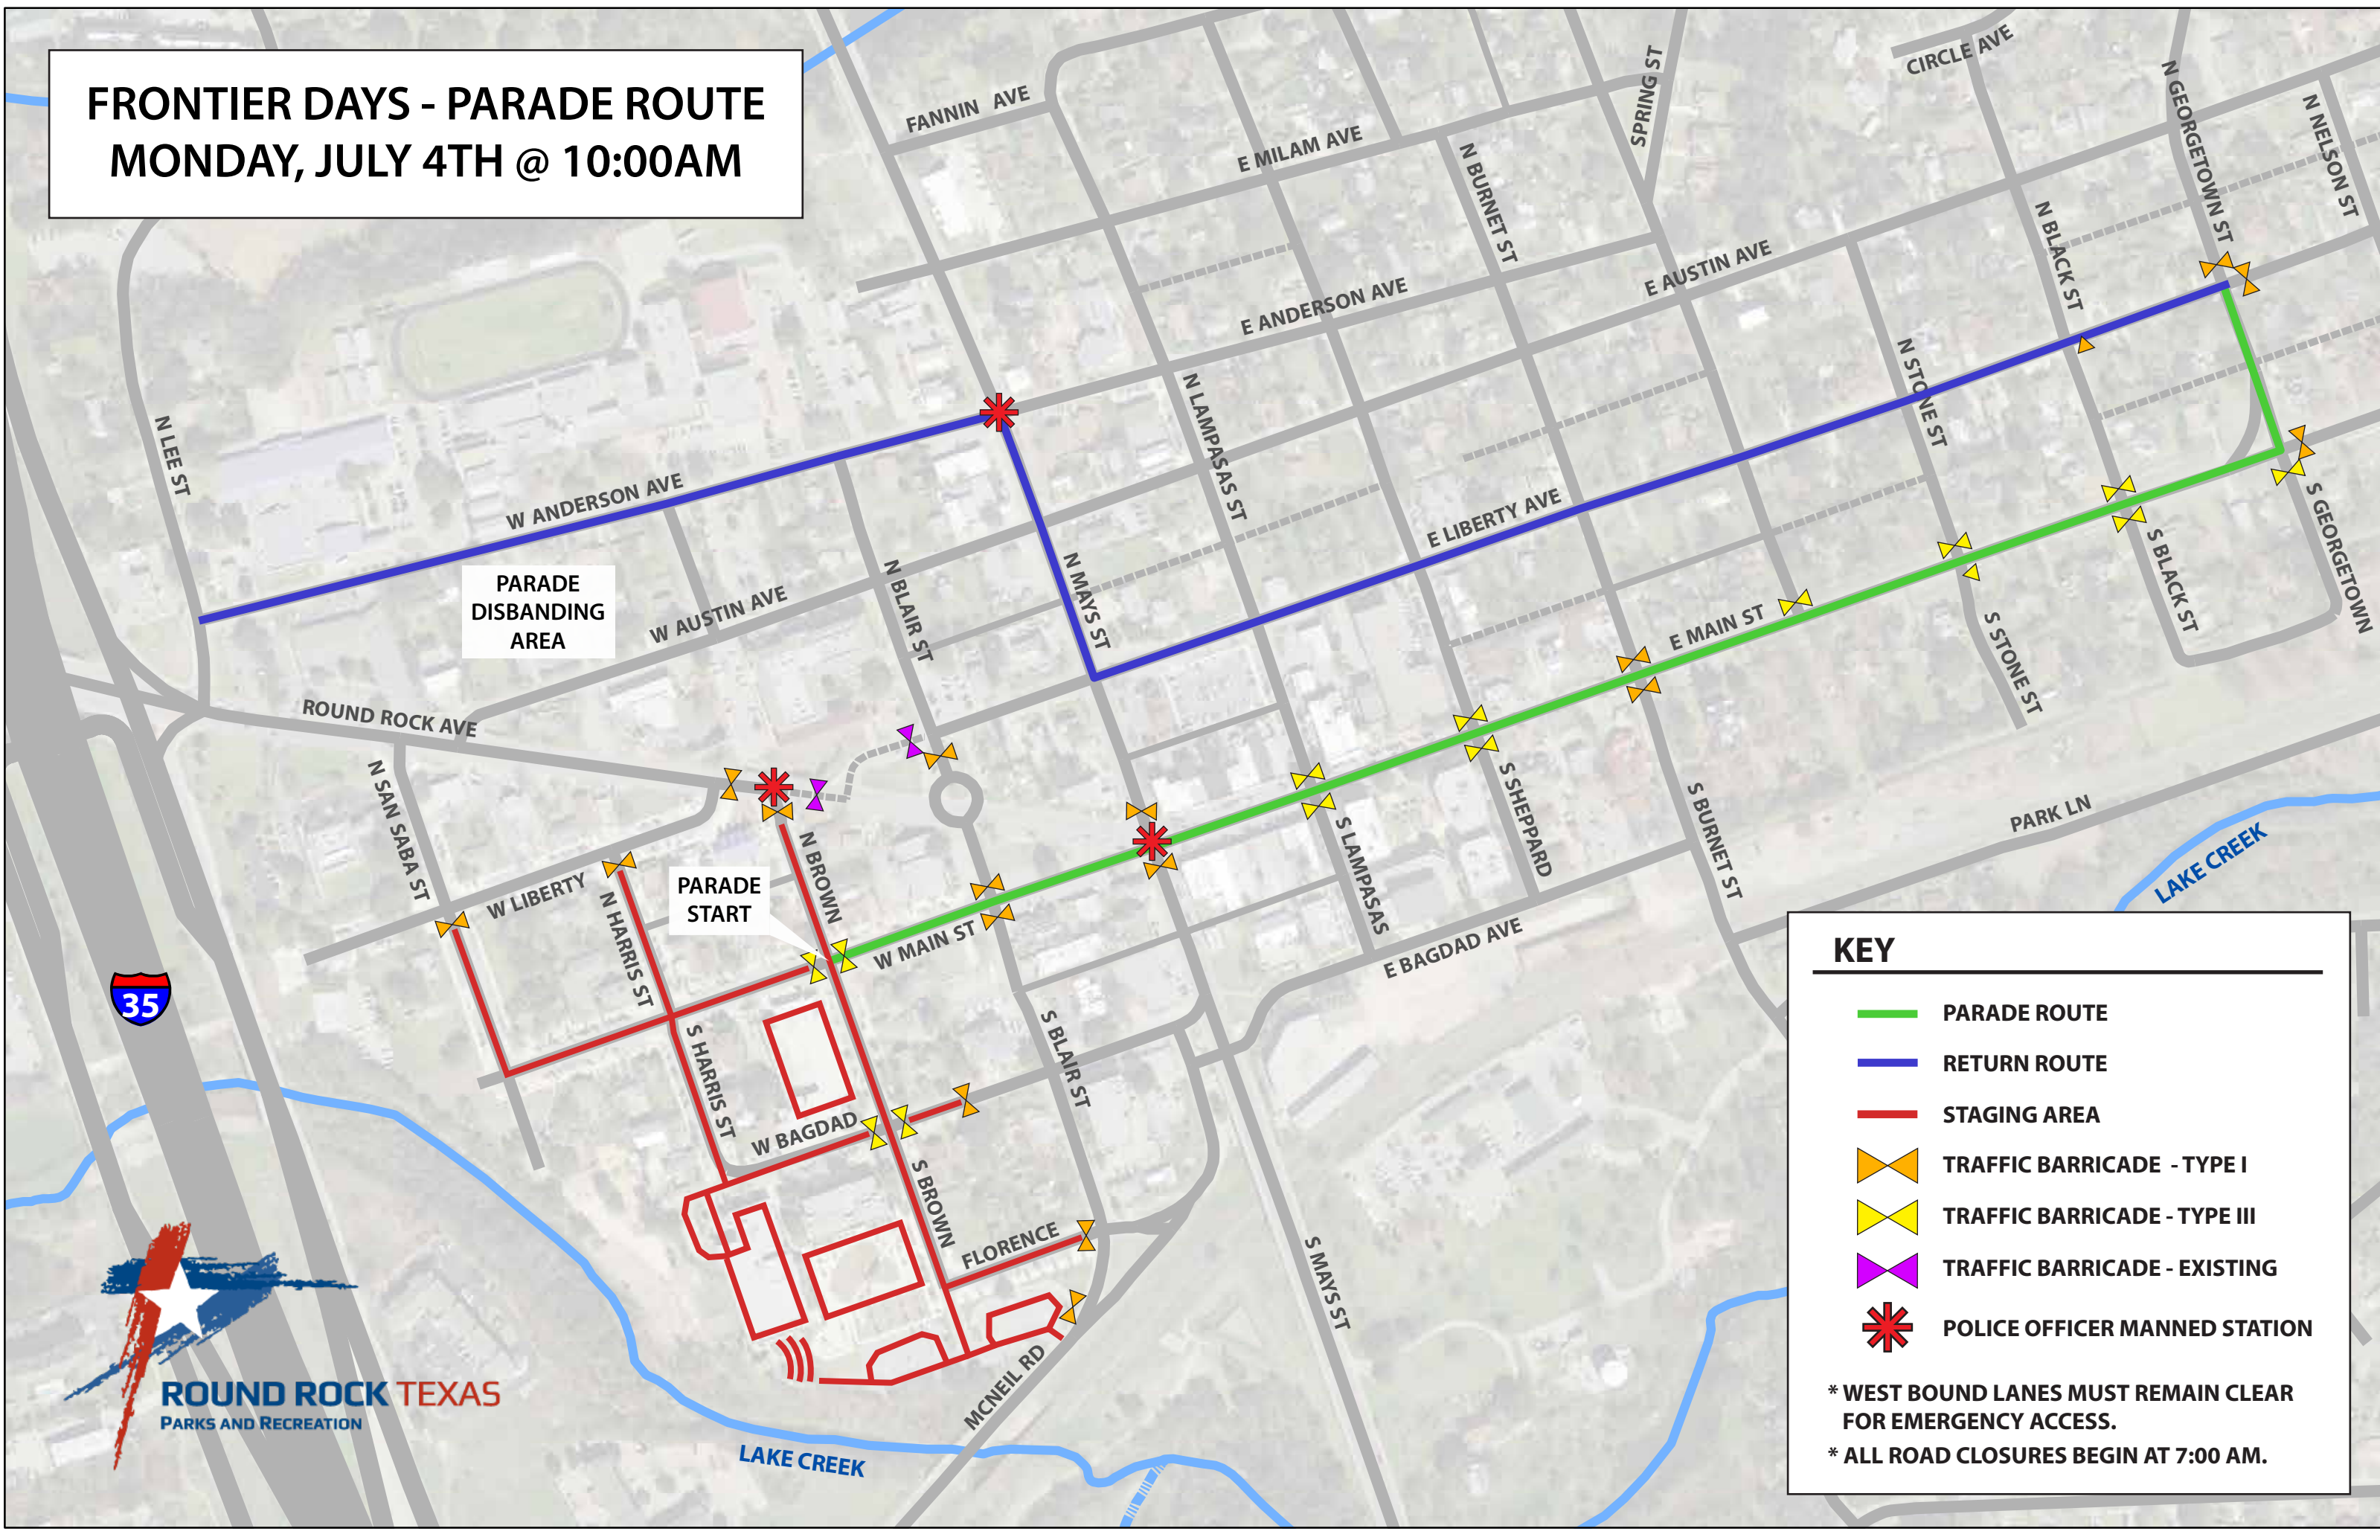 FRONTIER DAYS - PARADE ROUTE
MONDAY, JULY 4TH @ 10:00AM
CIRCLE AVE
N GEORGETOWN ST
N NELSON ST
SPRING ST
FANNIN AVE
E MILAM AVE
N BURNET ST
N BLACK ST
E AUSTIN AVE
E ANDERSON AVE
N STONE ST
N LAMPASAS ST
N LEE ST
W ANDERSON AVE
E LIBERTY AVE
S GEORGETOWN
S BLACK ST
N MAYS ST
N BLAIR ST
PARADE
DISBANDING
AREA
W AUSTIN AVE
E MAIN ST
S STONE ST
ROUND ROCK AVE
N SAN SABA ST
S SHEPPARD
S BURNET ST
PARK LN
LAKE CREEK
N BROWN
S LAMPASAS
W LIBERTY
N HARRIS ST
PARADE
START
W MAIN ST
E BAGDAD AVE
35
S HARRIS ST
S BLAIR ST
W BAGDAD
S BROWN
FLORENCE
S MAYS ST
MCNEIL RD
LAKE CREEK
ROUND ROCK TEXAS
PARKS AND RECREATION
KEY
PARADE ROUTE
RETURN ROUTE
STAGING AREA
TRAFFIC BARRICADE - TYPE I
TRAFFIC BARRICADE - TYPE III
TRAFFIC BARRICADE - EXISTING
POLICE OFFICER MANNED STATION
* WEST BOUND LANES MUST REMAIN CLEAR
FOR EMERGENCY ACCESS.
* ALL ROAD CLOSURES BEGIN AT 7:00 AM.